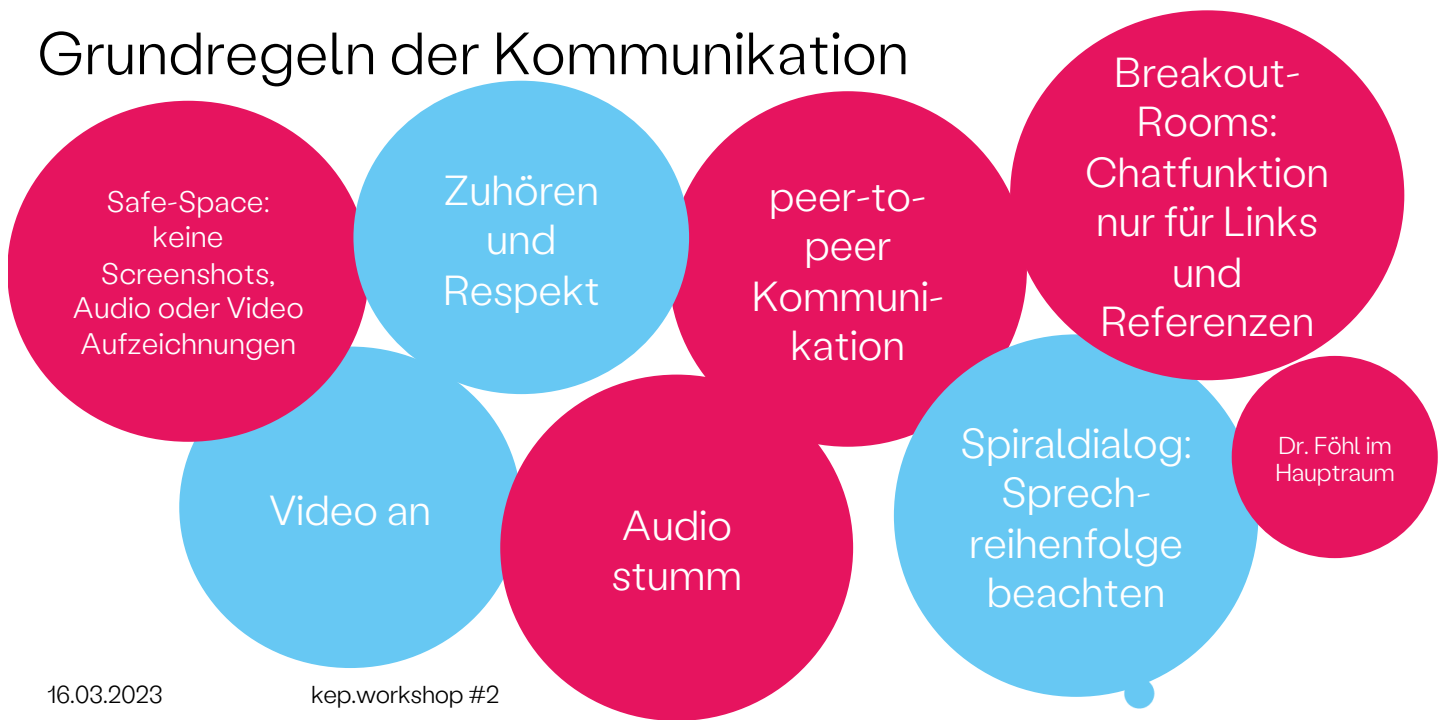 Grundregeln der Kommunikation
Safe-Space:
keine
Screenshots,
Audio oder Video
Aufzeichnungen
Zuhören
und
Respekt
peer-to-
peer
Kommuni-
kation
Breakout-
Rooms:
Chatfunktion
nur für Links
und
Referenzen
Video an
Audio
stumm
Spiraldialog:
Sprech-
reihenfolge
beachten
Dr. Föhl im
Hauptraum
16.03.2023
kep.workshop #2